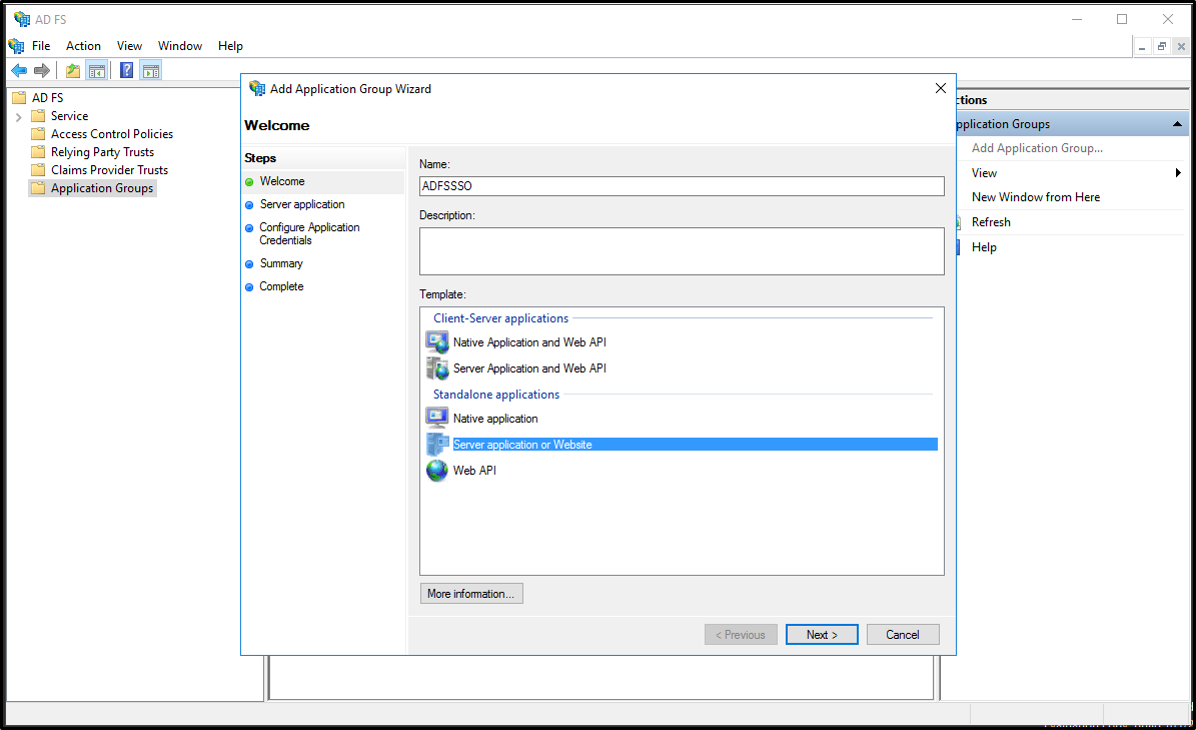 AD FS
File Action View Window Help
AD FS
Service
Access Control Policies
Relying Party Trusts
Claims Provider Trusts
Application Groups
Add Application Group Wizard
Welcome
Steps
Welcome
Server application
Configure Application
Credentials
Summary
Complete
Name:
ADFSSSO
Description:
Template:
Client-Server applications
Native Application and Web API
Server Application and Web API
Standalone applications
Native application
Server application or Website
Web API
More information...
< Previous
Next >
Cancel
ctions
pplication Groups
Add Application Group...
View
New Window from Here
Refresh
Help